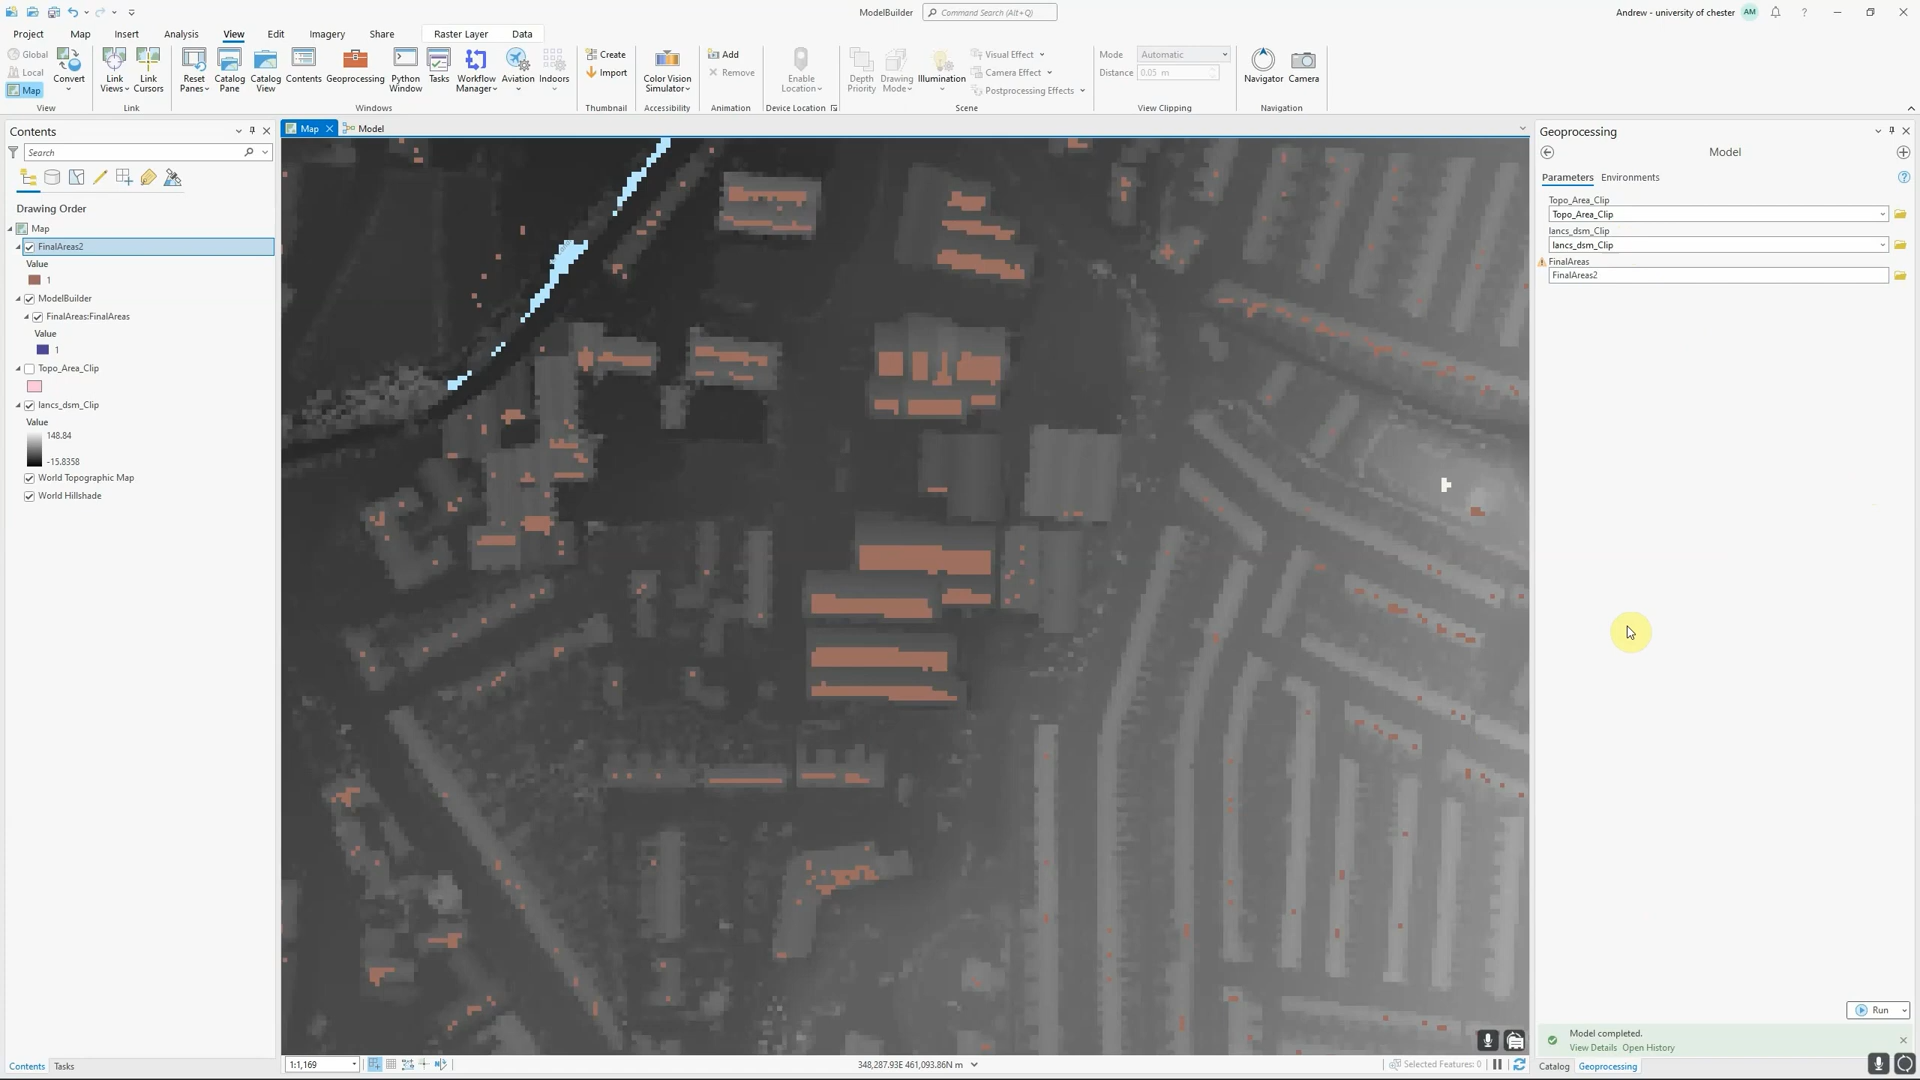 ModelBuilder
Command Search (Alt+Q)
Andrew - university of chester
AM
?
Project
Map
Insert
Analysis
View
Edit
Imagery
Share
Raster Layer
Data
Global
Local
Map
Convert
View
Link Views
Link Cursors
Link
Reset Panes
Catalog Pane
Catalog View
Contents
Geoprocessing
Python Window
Tasks
Workflow Manager
Aviation
Indoors
Windows
Create
Import
Thumbnail
Color Vision Simulator
Accessibility
Add
Remove
Animation
Enable Location
Device Location
Depth Priority
Drawing Mode
Illumination
Visual Effect
Camera Effect
Postprocessing Effects
Scene
Mode
Automatic
Distance
0.05 m
View Clipping
Navigator
Camera
Navigation
Contents
Search
Drawing Order
Map
FinalAreas2
Value
1
ModelBuilder
FinalAreas:FinalAreas
Value
1
Topo_Area_Clip
lancs_dsm_Clip
Value
148.84
-15.8358
World Topographic Map
World Hillshade
Contents
Tasks
Map
Model
1:1,169
348,287.93E 461,093.86N m
Selected Features: 0
Geoprocessing
Model
Parameters
Environments
?
Topo_Area_Clip
Topo_Area_Clip
lancs_dsm_Clip
lancs_dsm_Clip
FinalAreas
FinalAreas2
Run
Model completed.
View Details Open History
Catalog
Geoprocessing